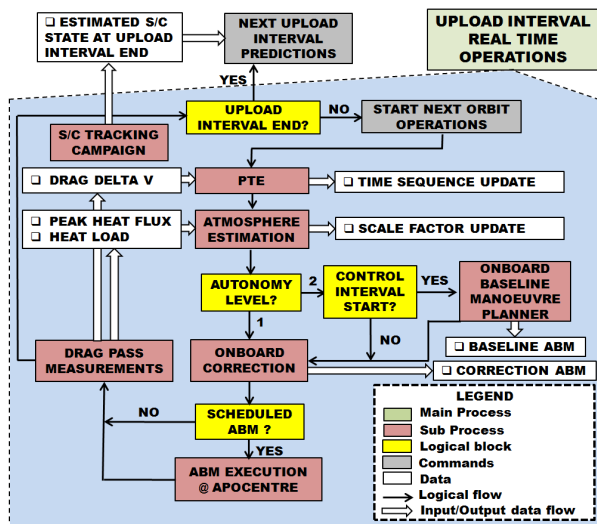 ❑ ESTIMATED S/C
STATE AT UPLOAD
INTERVAL END
NEXT UPLOAD
INTERVAL
PREDICTIONS
UPLOAD INTERVAL
REAL TIME
OPERATIONS
YES
UPLOAD
INTERVAL END?
NO
START NEXT ORBIT
OPERATIONS
S/C TRACKING
CAMPAIGN
❑ DRAG DELTA V
PTE
❑ TIME SEQUENCE UPDATE
❑ PEAK HEAT FLUX
❑ HEAT LOAD
ATMOSPHERE
ESTIMATION
❑ SCALE FACTOR UPDATE
AUTONOMY
LEVEL?
2
CONTROL
INTERVAL
START?
YES
ONBOARD
BASELINE
MANOEUVRE
PLANNER
1
NO
❑ BASELINE ABM
DRAG PASS
MEASUREMENTS
ONBOARD
CORRECTION
❑ CORRECTION ABM
NO
SCHEDULED
ABM ?
YES
ABM EXECUTION
@ APOCENTRE
LEGEND
Main Process
Sub Process
Logical block
Commands
Data
Logical flow
Input/Output data flow